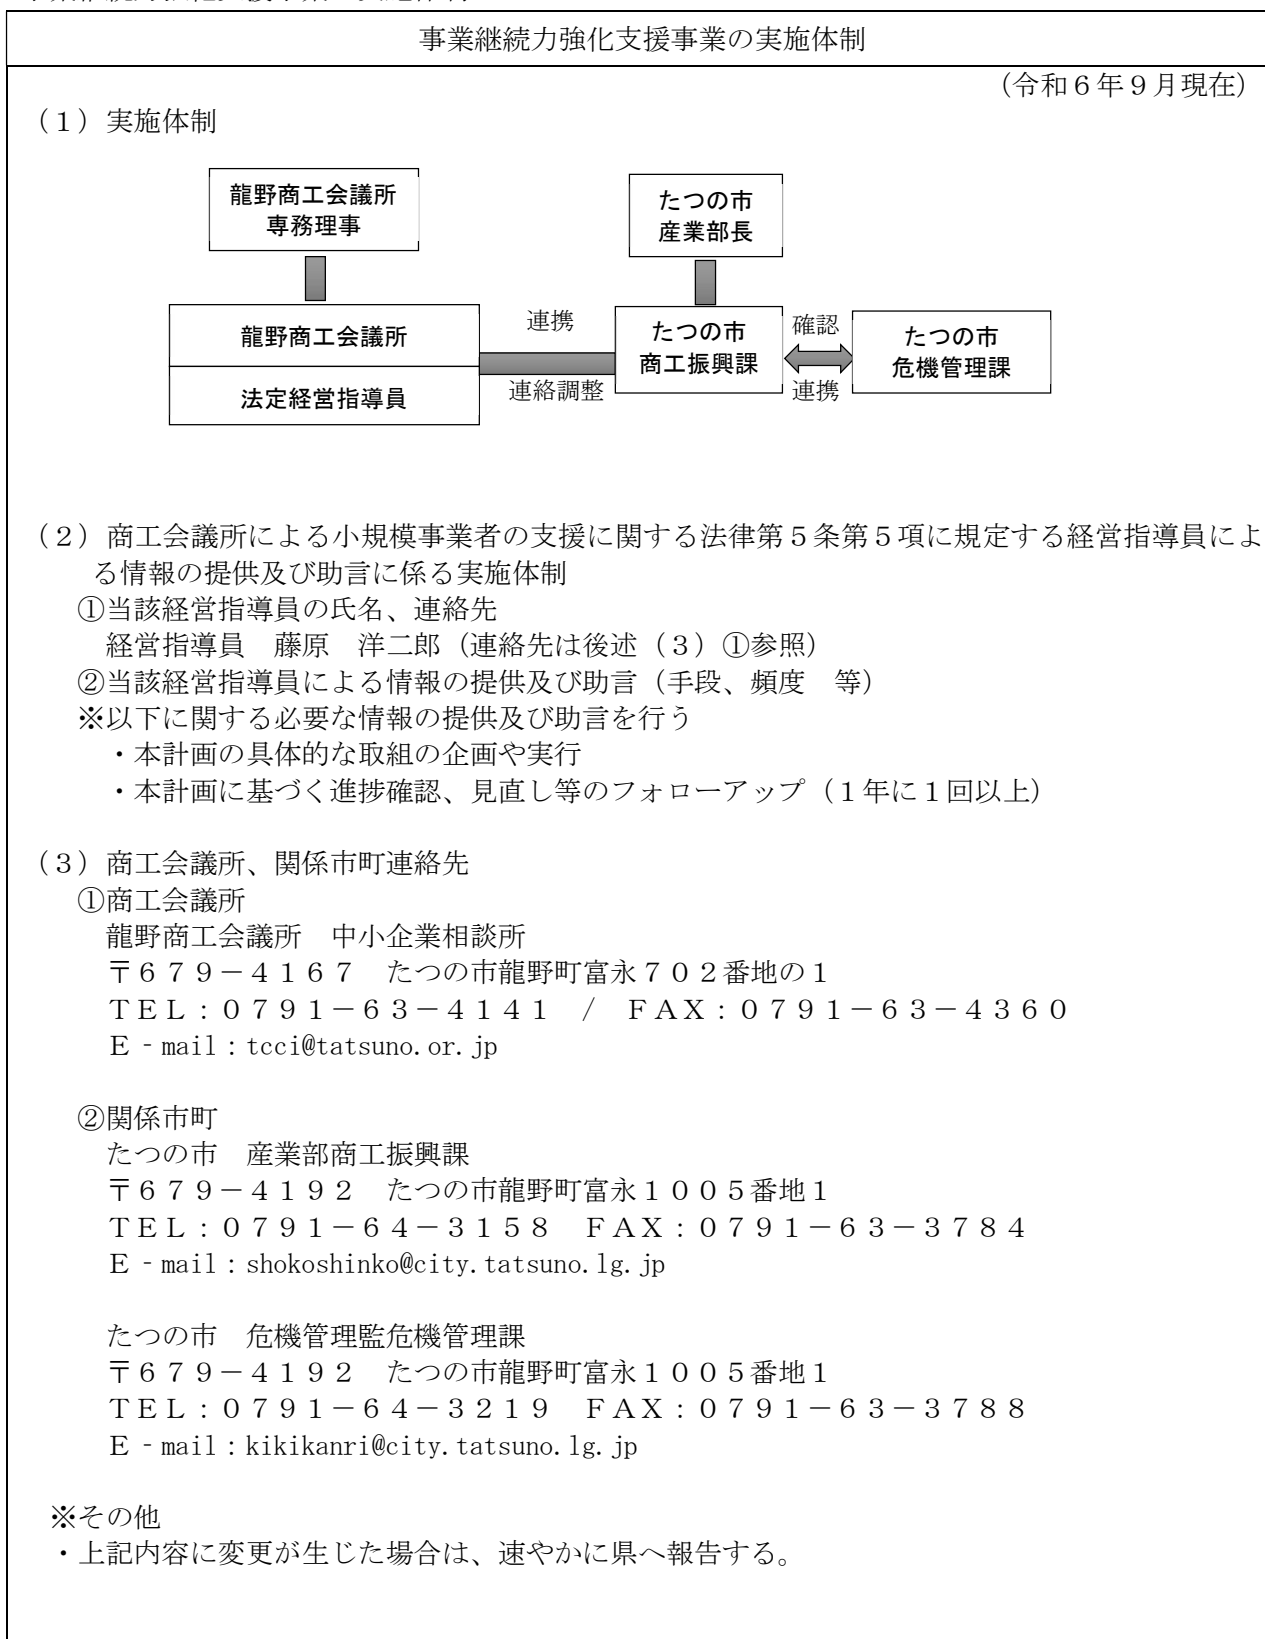 事業継続力強化支援事業の実施体制
（令和６年９月現在）
（１）実施体制
龍野商工会議所
専務理事
たつの市
産業部長
龍野商工会議所
法定経営指導員
連携
連絡調整
たつの市
商工振興課
確認
連携
たつの市
危機管理課
（２）商工会議所による小規模事業者の支援に関する法律第５条第５項に規定する経営指導員によ
る情報の提供及び助言に係る実施体制
①当該経営指導員の氏名、連絡先
経営指導員　藤原　洋二郎（連絡先は後述（３）①参照）
②当該経営指導員による情報の提供及び助言（手段、頻度　等）
※以下に関する必要な情報の提供及び助言を行う
・本計画の具体的な取組の企画や実行
・本計画に基づく進捗確認、見直し等のフォローアップ（１年に１回以上）
（３）商工会議所、関係市町連絡先
①商工会議所
龍野商工会議所　中小企業相談所
〒６７９－４１６７　たつの市龍野町富永７０２番地の１
ＴＥＬ：０７９１－６３－４１４１　/　ＦＡＸ：０７９１－６３－４３６０
Ｅ‐mail：tcci@tatsuno.or.jp
②関係市町
たつの市　産業部商工振興課
〒６７９－４１９２　たつの市龍野町富永１００５番地１
ＴＥＬ：０７９１－６４－３１５８　ＦＡＸ：０７９１－６３－３７８４
Ｅ‐mail：shokoshinko@city.tatsuno.lg.jp
たつの市　危機管理監危機管理課
〒６７９－４１９２　たつの市龍野町富永１００５番地１
ＴＥＬ：０７９１－６４－３２１９　ＦＡＸ：０７９１－６３－３７８８
Ｅ‐mail：kikikanri@city.tatsuno.lg.jp
※その他
・上記内容に変更が生じた場合は、速やかに県へ報告する。